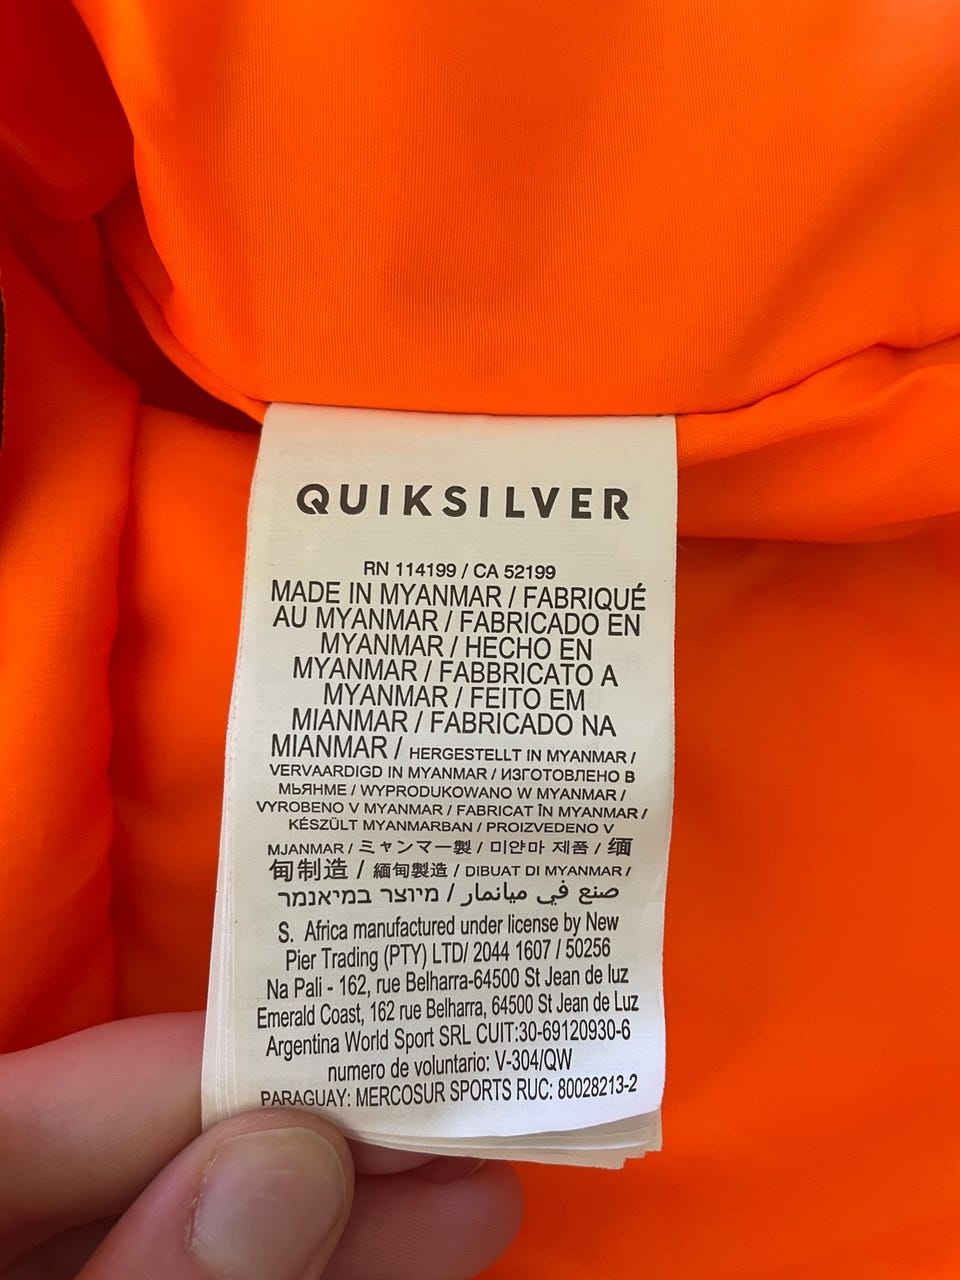 QUIKSILVER
RN 114199 / CA 52199
MADE IN MYANMAR / FABRIQUÉ
AU MYANMAR / FABRICADO EN
MYANMAR / HECHO EN
MYANMAR / FABBRICATO A
MYANMAR / FEITO EM
MIANMAR / FABRICADO NA
MIANMAR / HERGESTELLT IN MYANMAR /
VERVAARDIGD IN MYANMAR / ИЗГОТОВЛЕНО В
МЬЯНМЕ / WYPRODUKOWANO W MYANMAR /
VYROBENO V MYANMAR / FABRICAT ÎN MYANMAR /
KÉSZÜLT MYANMARBAN / PROIZVEDENO V
MJANMAR / ミャンマー製 / 미얀마 제품 / 缅
甸制造 / 緬甸製造 / DIBUAT DI MYANMAR /
صنع في ميانمار / מיוצר במיאנמר
S. Africa manufactured under license by New
Pier Trading (PTY) LTD/ 2044 1607 / 50256
Na Pali - 162, rue Belharra-64500 St Jean de luz
Emerald Coast, 162 rue Belharra, 64500 St Jean de Luz
Argentina World Sport SRL CUIT:30-69120930-6
numero de voluntario: V-304/QW
PARAGUAY: MERCOSUR SPORTS RUC: 80028213-2